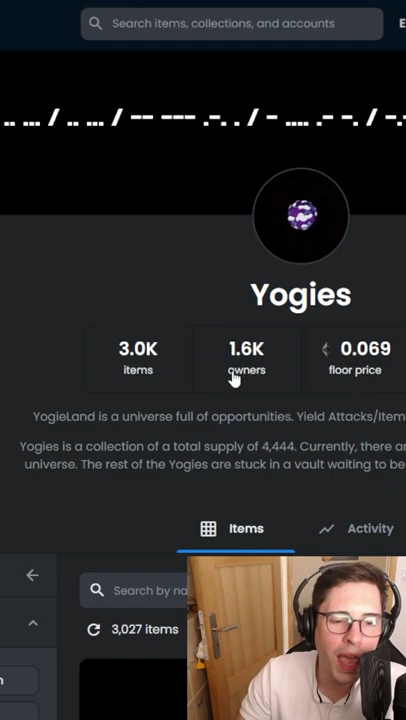 Search items, collections, and accounts
E
.. ... / .. ... / -- --- .-. . / - .... .- -. / -.-
Yogies
3.0K
items
1.6K
owners
0.069
floor price
YogieLand is a universe full of opportunities. Yield Attacks/Item
Yogies is a collection of a total supply of 4,444. Currently, there ar
universe. The rest of the Yogies are stuck in a vault waiting to be
Items
Activity
Search by na
3,027 items
n